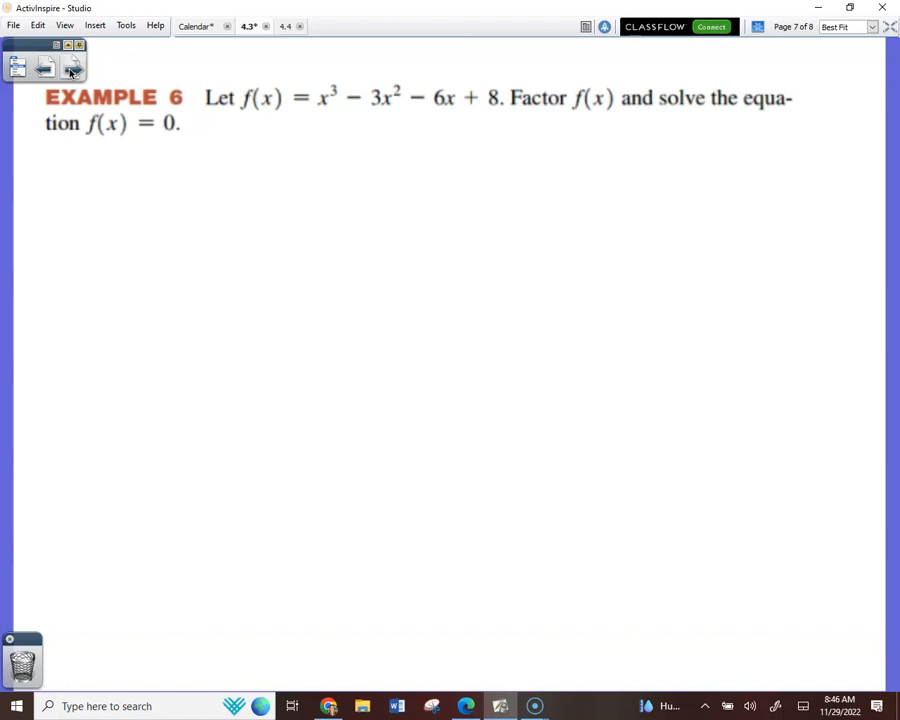 ActivInspire - Studio
File Edit View Insert Tools Help Calendar* 4.3* 4.4 CLASSFLOW Connect Page 7 of 8 Best Fit
EXAMPLE 6 Let f(x) = x³ − 3x² − 6x + 8. Factor f(x) and solve the equa-
tion f(x) = 0.
Type here to search Hu... 8:46 AM
11/29/2022